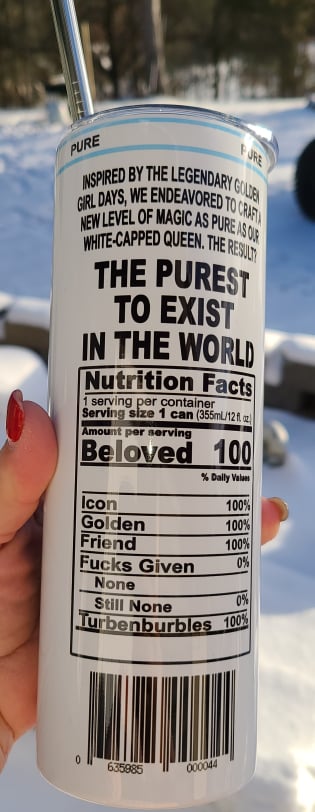 PURE PURE
INSPIRED BY THE LEGENDARY GOLDEN
GIRL DAYS, WE ENDEAVORED TO CRAFT A
NEW LEVEL OF MAGIC AS PURE AS OUR
WHITE-CAPPED QUEEN. THE RESULT?
THE PUREST
TO EXIST
IN THE WORLD
Nutrition Facts
1 serving per container
Serving size 1 can (355mL/12 fl. oz.)
Amount per serving
Beloved 100
% Daily Values
Icon 100%
Golden 100%
Friend 100%
Fucks Given 0%
None
Still None 0%
Turbenburbles 100%
0 635985 000044